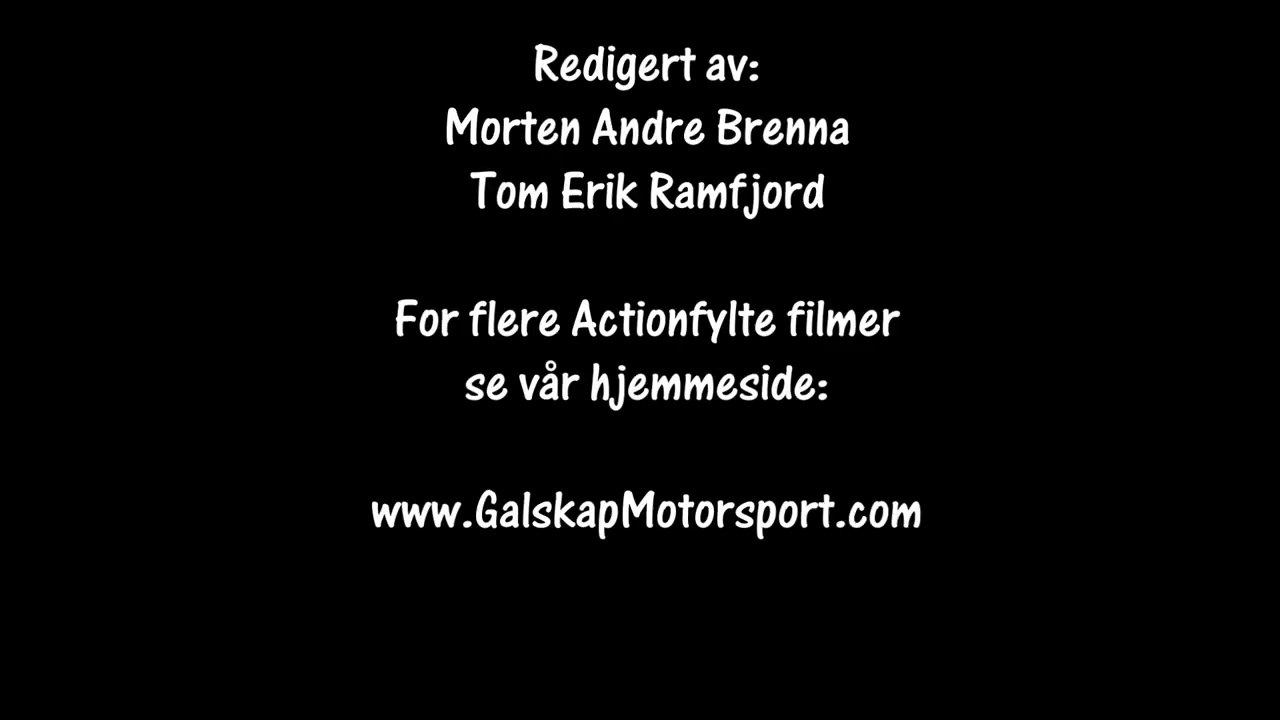 Redigert av:
Morten Andre Brenna
Tom Erik Ramfjord
For flere Actionfylte filmer
se vår hjemmeside:
www.GalskapMotorsport.com